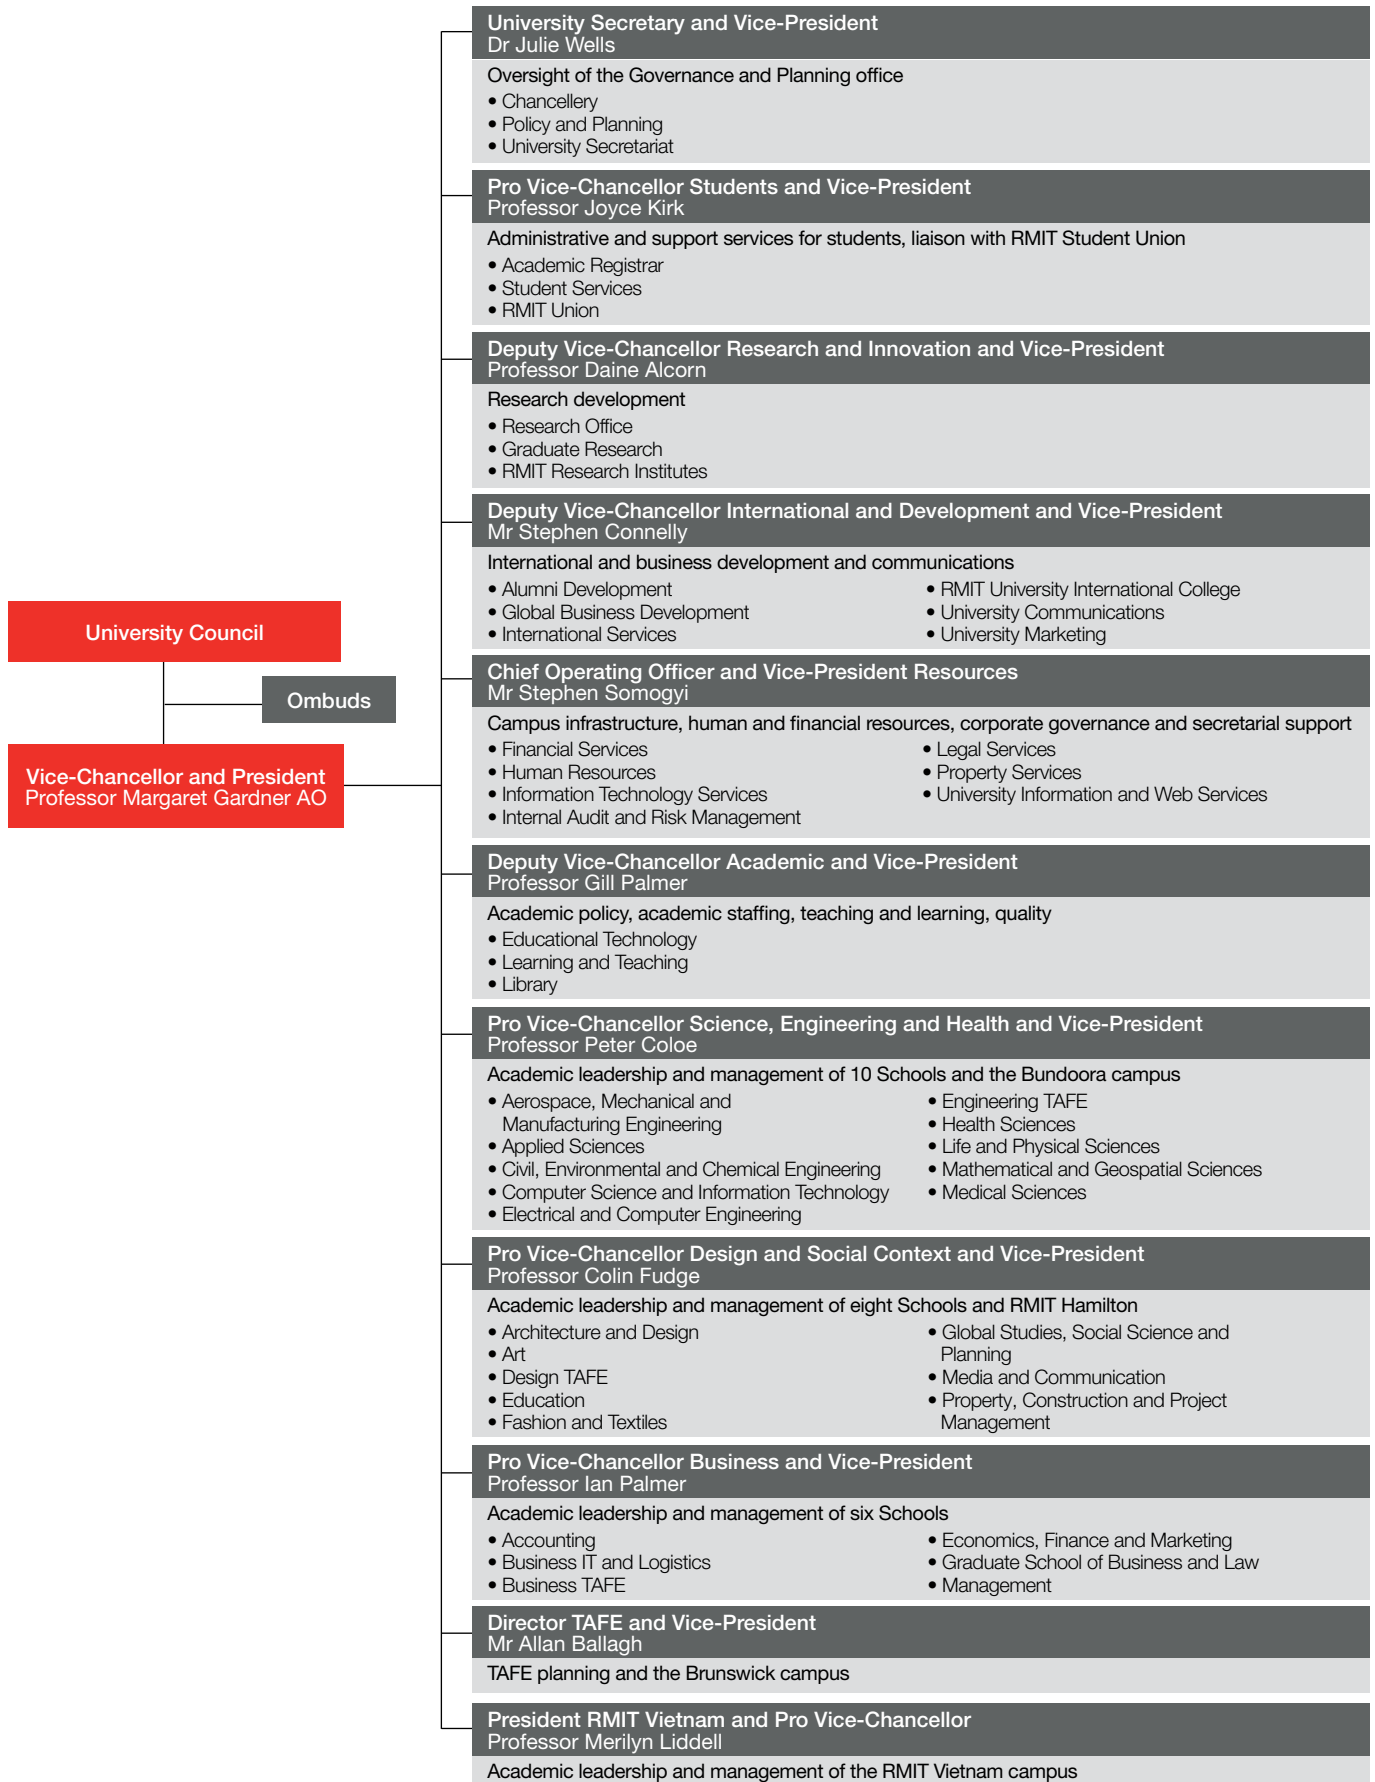 University Council
Ombuds
Vice-Chancellor and President
Professor Margaret Gardner AO
University Secretary and Vice-President
Dr Julie Wells
Oversight of the Governance and Planning office
• Chancellery
• Policy and Planning
• University Secretariat
Pro Vice-Chancellor Students and Vice-President
Professor Joyce Kirk
Administrative and support services for students, liaison with RMIT Student Union
• Academic Registrar
• Student Services
• RMIT Union
Deputy Vice-Chancellor Research and Innovation and Vice-President
Professor Daine Alcorn
Research development
• Research Office
• Graduate Research
• RMIT Research Institutes
Deputy Vice-Chancellor International and Development and Vice-President
Mr Stephen Connelly
International and business development and communications
• Alumni Development
• Global Business Development
• International Services
• RMIT University International College
• University Communications
• University Marketing
Chief Operating Officer and Vice-President Resources
Mr Stephen Somogyi
Campus infrastructure, human and financial resources, corporate governance and secretarial support
• Financial Services
• Human Resources
• Information Technology Services
• Internal Audit and Risk Management
• Legal Services
• Property Services
• University Information and Web Services
Deputy Vice-Chancellor Academic and Vice-President
Professor Gill Palmer
Academic policy, academic staffing, teaching and learning, quality
• Educational Technology
• Learning and Teaching
• Library
Pro Vice-Chancellor Science, Engineering and Health and Vice-President
Professor Peter Coloe
Academic leadership and management of 10 Schools and the Bundoora campus
• Aerospace, Mechanical and
Manufacturing Engineering
• Applied Sciences
• Civil, Environmental and Chemical Engineering
• Computer Science and Information Technology
• Electrical and Computer Engineering
• Engineering TAFE
• Health Sciences
• Life and Physical Sciences
• Mathematical and Geospatial Sciences
• Medical Sciences
Pro Vice-Chancellor Design and Social Context and Vice-President
Professor Colin Fudge
Academic leadership and management of eight Schools and RMIT Hamilton
• Architecture and Design
• Art
• Design TAFE
• Education
• Fashion and Textiles
• Global Studies, Social Science and
Planning
• Media and Communication
• Property, Construction and Project
Management
Pro Vice-Chancellor Business and Vice-President
Professor Ian Palmer
Academic leadership and management of six Schools
• Accounting
• Business IT and Logistics
• Business TAFE
• Economics, Finance and Marketing
• Graduate School of Business and Law
• Management
Director TAFE and Vice-President
Mr Allan Ballagh
TAFE planning and the Brunswick campus
President RMIT Vietnam and Pro Vice-Chancellor
Professor Merilyn Liddell
Academic leadership and management of the RMIT Vietnam campus